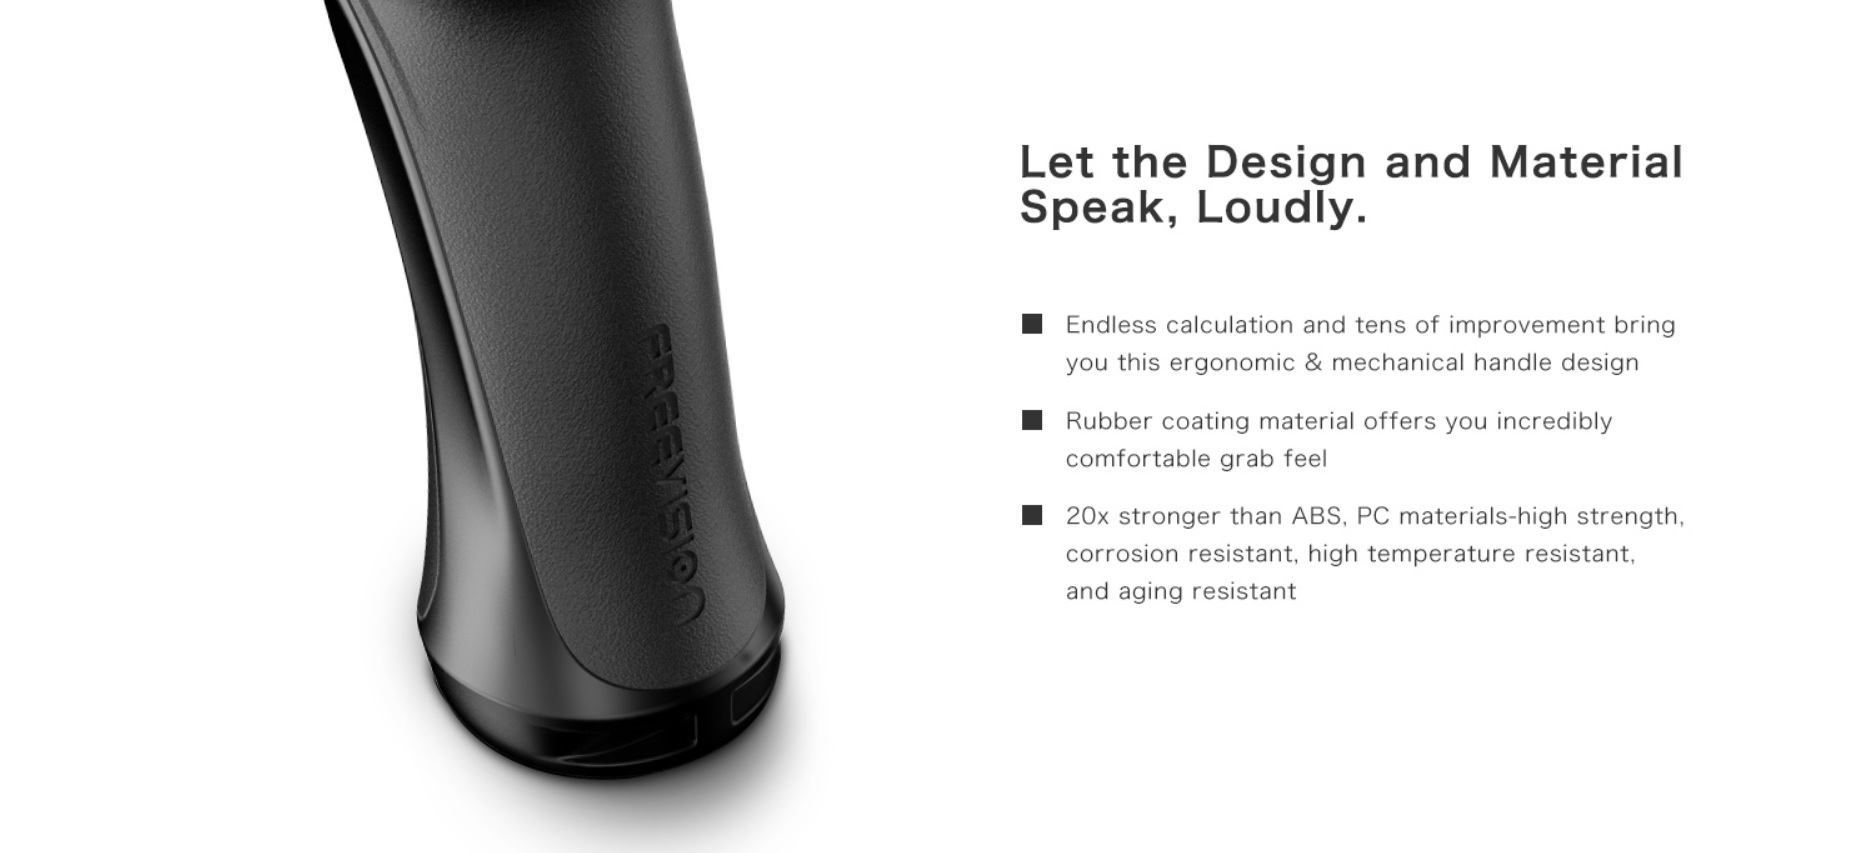 Let the Design and Material
Speak, Loudly.
Endless calculation and tens of improvement bring
you this ergonomic & mechanical handle design
Rubber coating material offers you incredibly
comfortable grab feel
20x stronger than ABS, PC materials-high strength,
corrosion resistant, high temperature resistant,
and aging resistant
FREEVISION